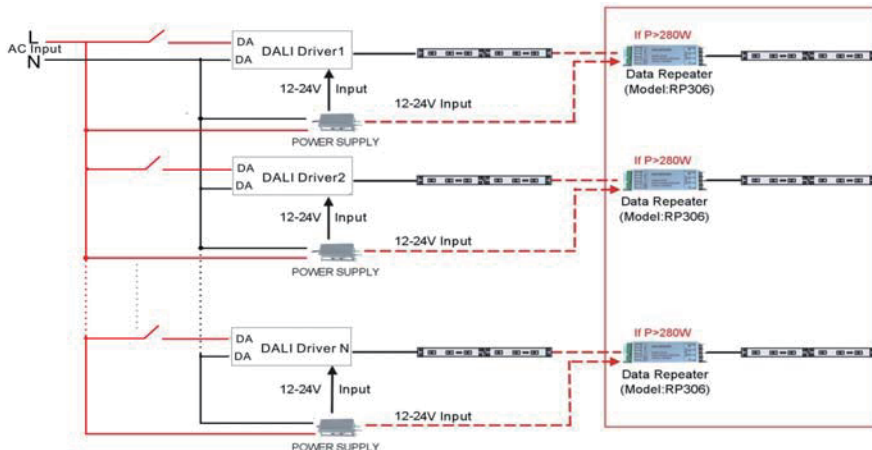 L
AC Input
N
DA
DA
DALI Driver1
12-24V Input
12-24V Input
POWER SUPPLY
If P>280W
Data Repeater
(Model:RP306)
DA
DA
DALI Driver2
12-24V Input
12-24V Input
POWER SUPPLY
If P>280W
Data Repeater
(Model:RP306)
DA
DA
DALI Driver N
12-24V Input
12-24V Input
POWER SUPPLY
If P>280W
Data Repeater
(Model:RP306)